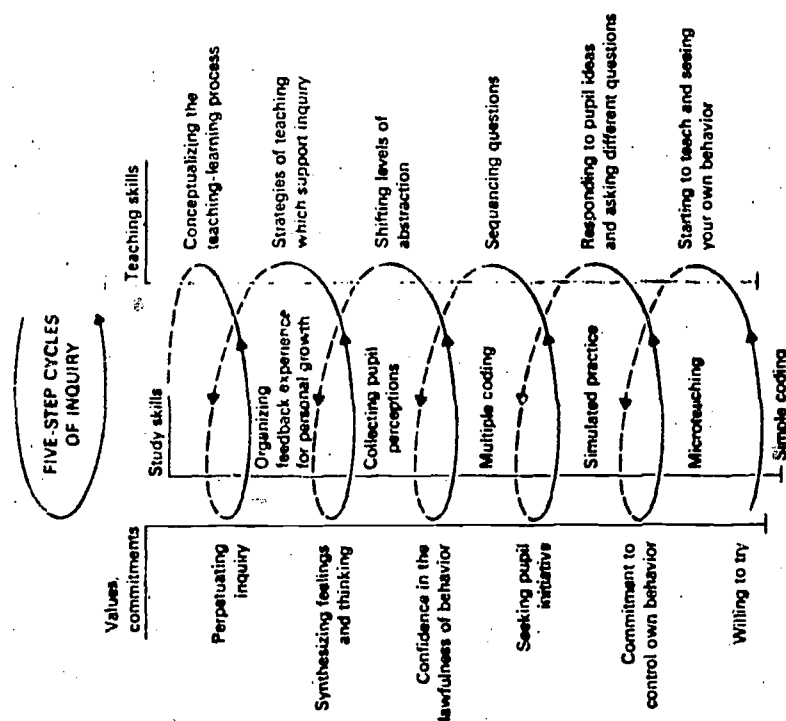 FIVE-STEP CYCLES
OF INQUIRY
Values,
commitments
Study skills
Teaching skills
Perpetuating
inquiry
Conceptualizing the
teaching-learning process
Organizing
feedback experience
for personal growth
Synthesizing feelings
and thinking
Strategies of teaching
which support inquiry
Collecting pupil
perceptions
Confidence in the
lawfulness of behavior
Shifting levels of
abstraction
Multiple coding
Seeking pupil
initiative
Sequencing questions
Simulated practice
Commitment to
control own behavior
Responding to pupil ideas
and asking different questions
Microteaching
Willing to try
Starting to teach and seeing
your own behavior
Simple coding